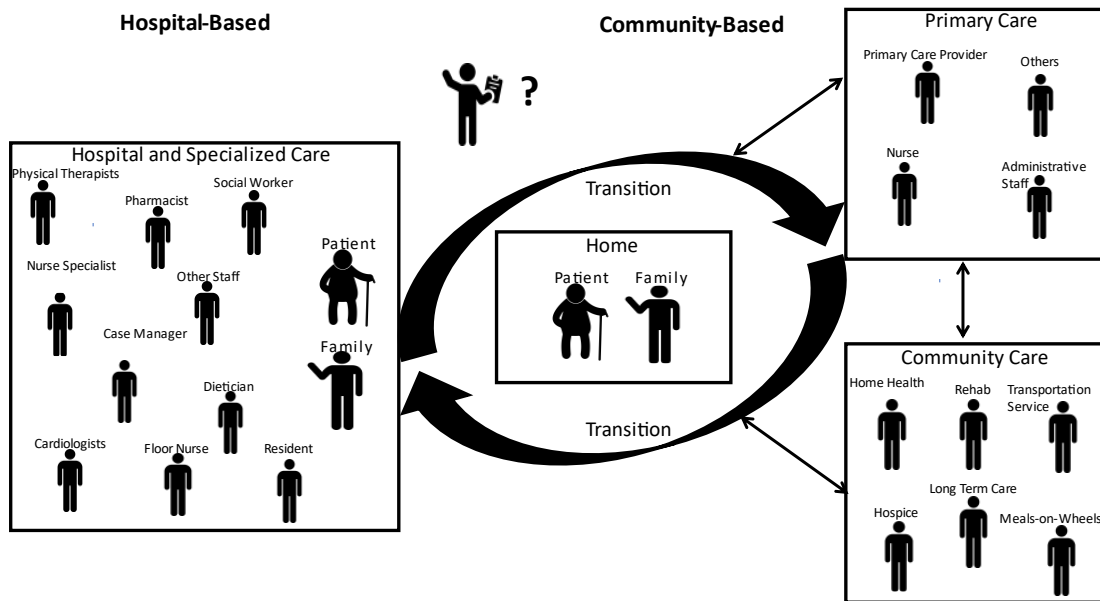 Hospital-Based
Community-Based
?
Hospital and Specialized Care
Physical Therapists
Pharmacist
Social Worker
Nurse Specialist
Other Staff
Patient
Case Manager
Family
Dietician
Cardiologists
Floor Nurse
Resident
Transition
Home
Patient
Family
Transition
Primary Care
Primary Care Provider
Others
Nurse
Administrative
Staff
Community Care
Home Health
Rehab
Transportation
Service
Hospice
Long Term Care
Meals-on-Wheels